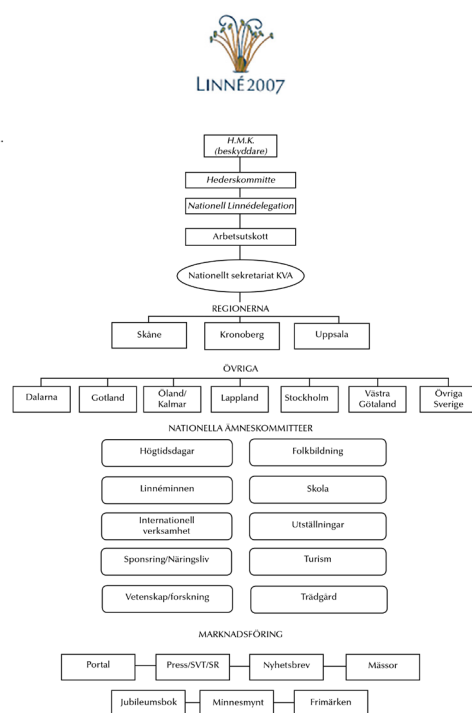 LINNÉ2007
H.M.K.
(beskyddare)
Hederskommitte
Nationell Linnédelegation
Arbetsutskott
Nationellt sekretariat KVA
REGIONERNA
Skåne
Kronoberg
Uppsala
ÖVRIGA
Dalarna
Gotland
Öland/
Kalmar
Lappland
Stockholm
Västra
Götaland
Övriga
Sverige
NATIONELLA ÄMNESKOMMITTEER
Högtidsdagar
Folkbildning
Linnéminnen
Skola
Internationell
verksamhet
Utställningar
Sponsring/Näringsliv
Turism
Vetenskap/forskning
Trädgård
MARKNADSFÖRING
Portal
Press/SVT/SR
Nyhetsbrev
Mässor
Jubileumsbok
Minnesmynt
Frimärken